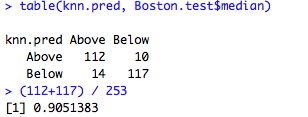 > table(knn.pred, Boston.test$median)
knn.pred Above Below
Above 112 10
Below 14 117
> (112+117) / 253
[1] 0.9051383